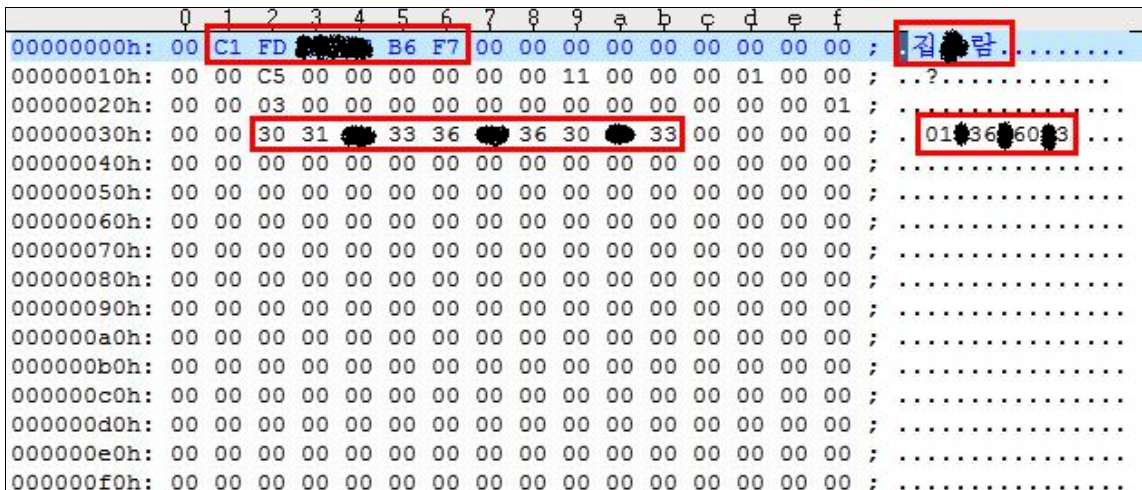 0 1 2 3 4 5 6 7 8 9 a b c d e f
00000000h: 00 C1 FD B6 F7 00 00 00 00 00 00 00 00 00 ; .집 람.........
00000010h: 00 00 C5 00 00 00 00 00 00 11 00 00 00 01 00 00 ; ..?.............
00000020h: 00 00 03 00 00 00 00 00 00 00 00 00 00 00 00 01 ; ................
00000030h: 00 00 30 31 33 36 36 30 33 00 00 00 00 ; . 01 36 60 3 ...
00000040h: 00 00 00 00 00 00 00 00 00 00 00 00 00 00 00 00 ; ................
00000050h: 00 00 00 00 00 00 00 00 00 00 00 00 00 00 00 00 ; ................
00000060h: 00 00 00 00 00 00 00 00 00 00 00 00 00 00 00 00 ; ................
00000070h: 00 00 00 00 00 00 00 00 00 00 00 00 00 00 00 00 ; ................
00000080h: 00 00 00 00 00 00 00 00 00 00 00 00 00 00 00 00 ; ................
00000090h: 00 00 00 00 00 00 00 00 00 00 00 00 00 00 00 00 ; ................
000000a0h: 00 00 00 00 00 00 00 00 00 00 00 00 00 00 00 00 ; ................
000000b0h: 00 00 00 00 00 00 00 00 00 00 00 00 00 00 00 00 ; ................
000000c0h: 00 00 00 00 00 00 00 00 00 00 00 00 00 00 00 00 ; ................
000000d0h: 00 00 00 00 00 00 00 00 00 00 00 00 00 00 00 00 ; ................
000000e0h: 00 00 00 00 00 00 00 00 00 00 00 00 00 00 00 00 ; ................
000000f0h: 00 00 00 00 00 00 00 00 00 00 00 00 00 00 00 00 ; ................